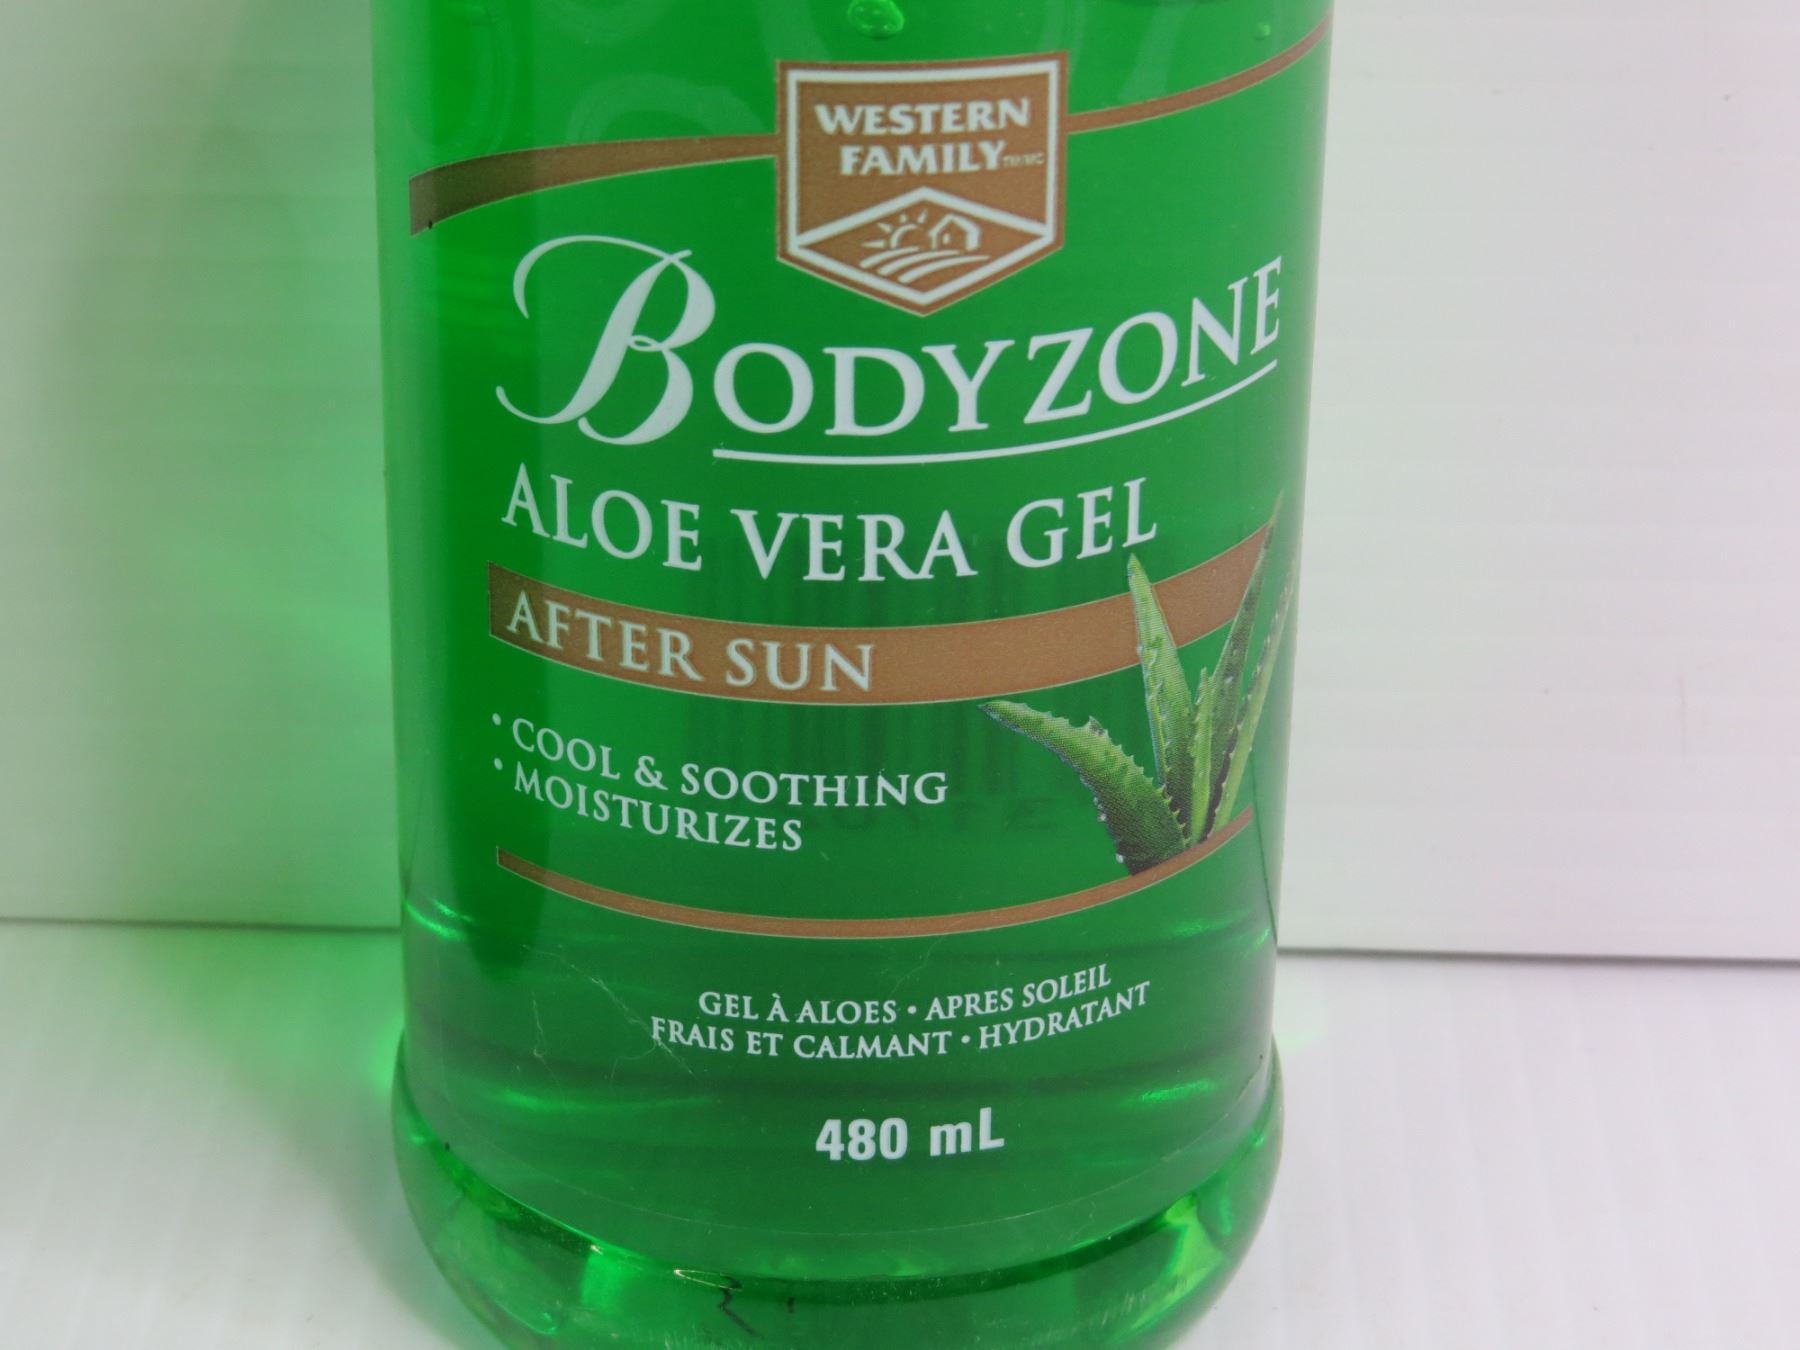 WESTERN
FAMILY
BODYZONE
ALOE VERA GEL
AFTER SUN
• COOL & SOOTHING
• MOISTURIZES
GEL À ALOES • APRES SOLEIL
FRAIS ET CALMANT • HYDRATANT
480 mL